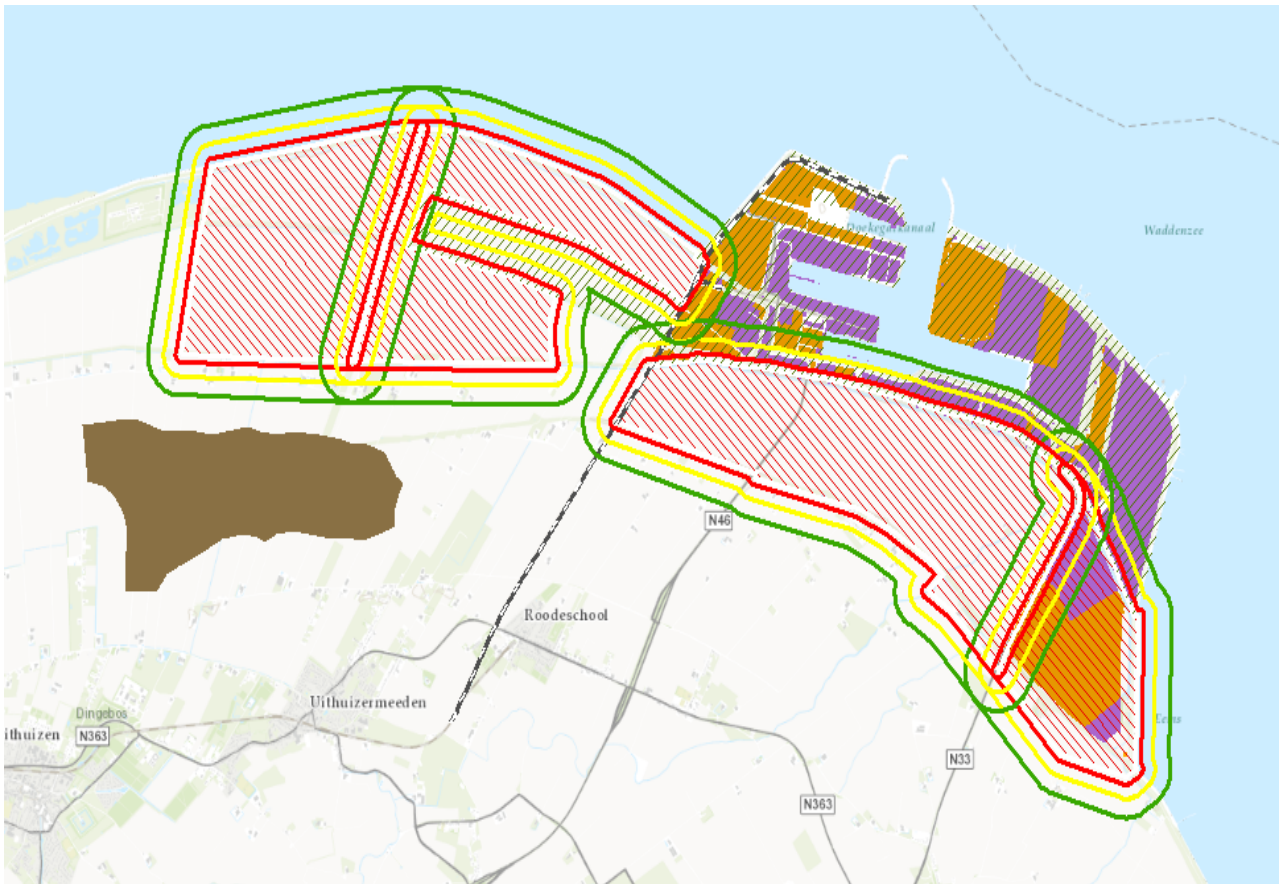 Doekegatkanaal
Waddenzee
N46
Roodeschool
Uithuizermeeden
Dingebos
ithuizen
N363
Eems
N33
N363